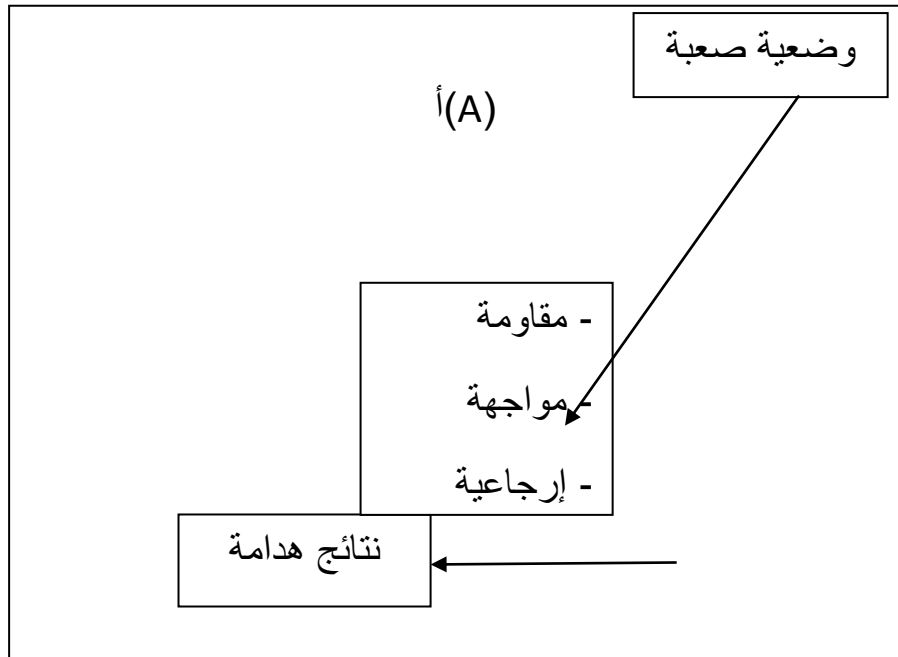 وضعية صعبة
أ(A)
- مقاومة
- مواجهة
- إرجاعية
نتائج هدامة